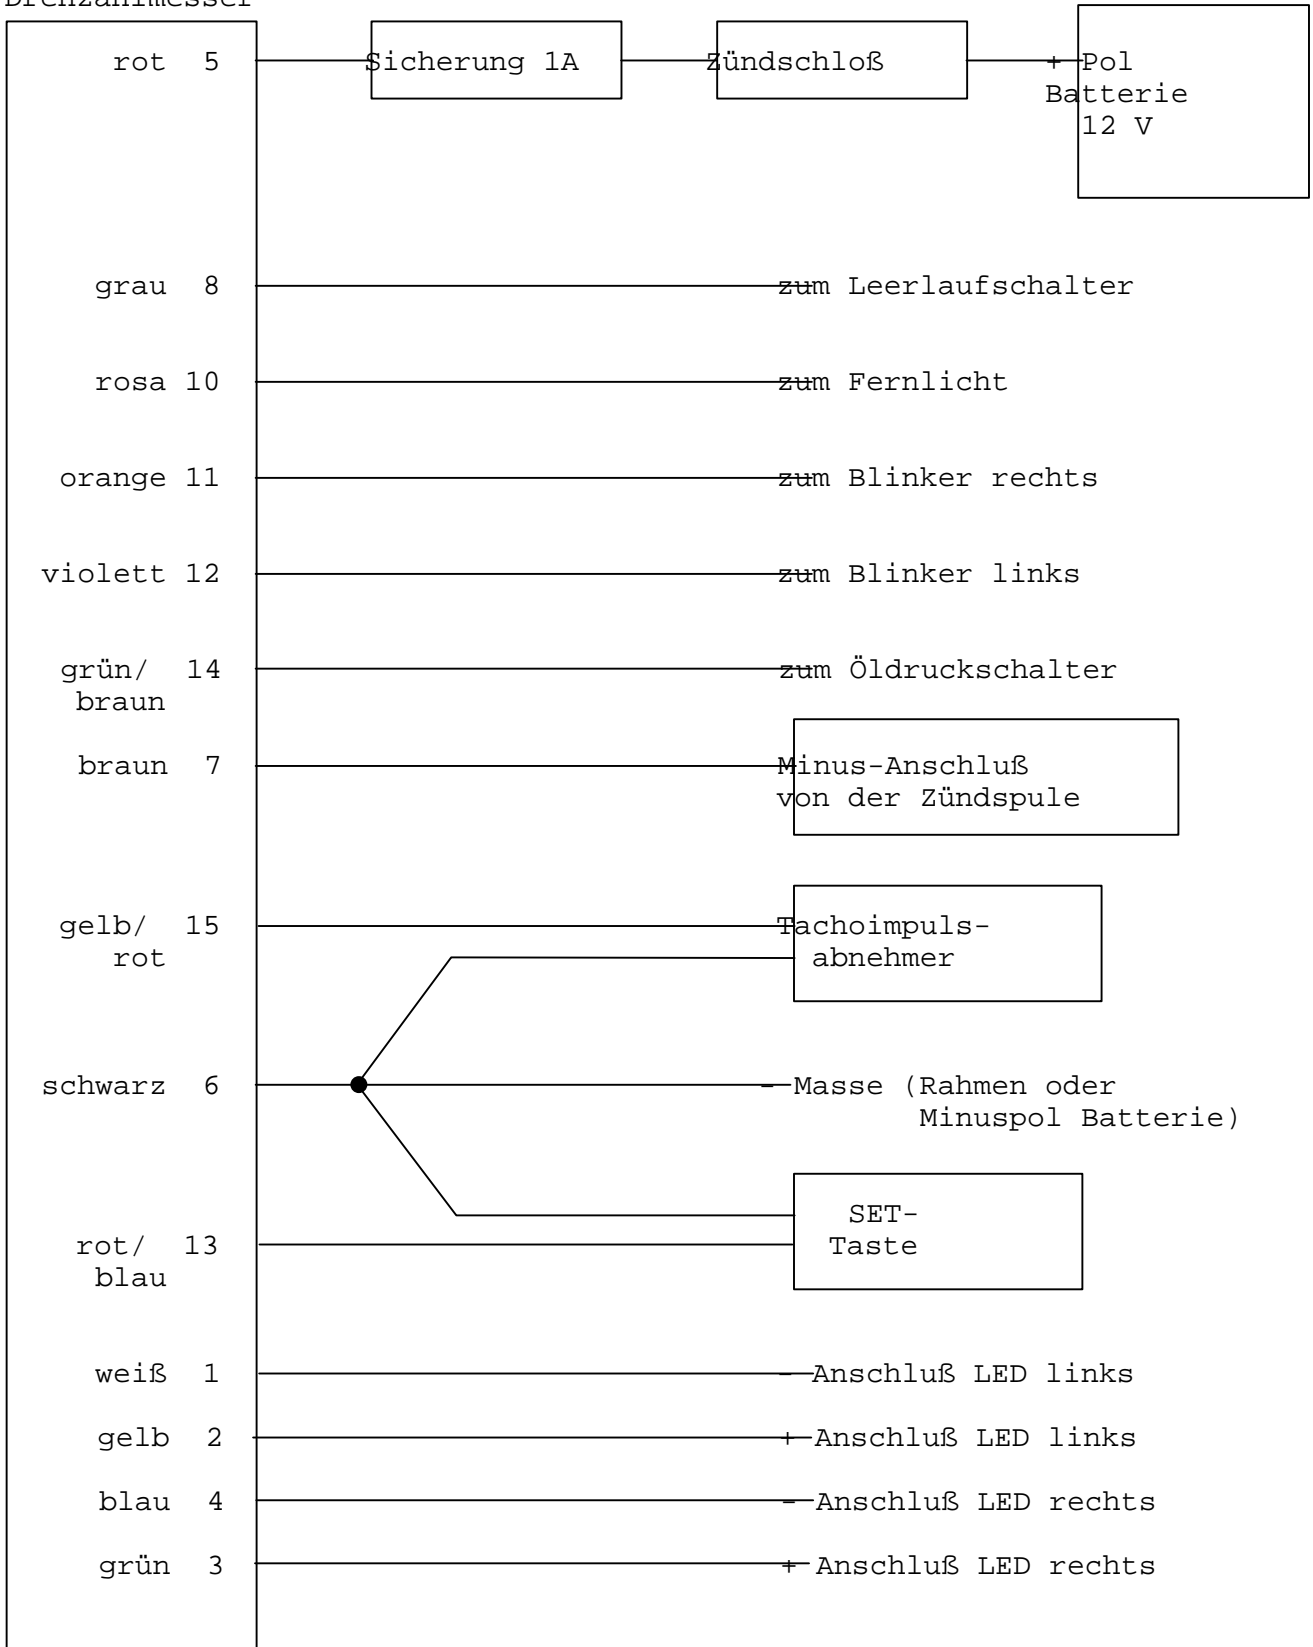 Drehzahlmesser
rot 5 Sicherung 1A Zündschloß + Pol
Batterie
12 V
grau 8 zum Leerlaufschalter
rosa 10 zum Fernlicht
orange 11 zum Blinker rechts
violett 12 zum Blinker links
grün/ 14 zum Öldruckschalter
braun
braun 7 Minus-Anschluß
von der Zündspule
gelb/ 15 Tachoimpuls-
rot abnehmer
schwarz 6 - Masse (Rahmen oder
Minuspol Batterie)
SET-
rot/ 13 Taste
blau
weiß 1 - Anschluß LED links
gelb 2 + Anschluß LED links
blau 4 - Anschluß LED rechts
grün 3 + Anschluß LED rechts